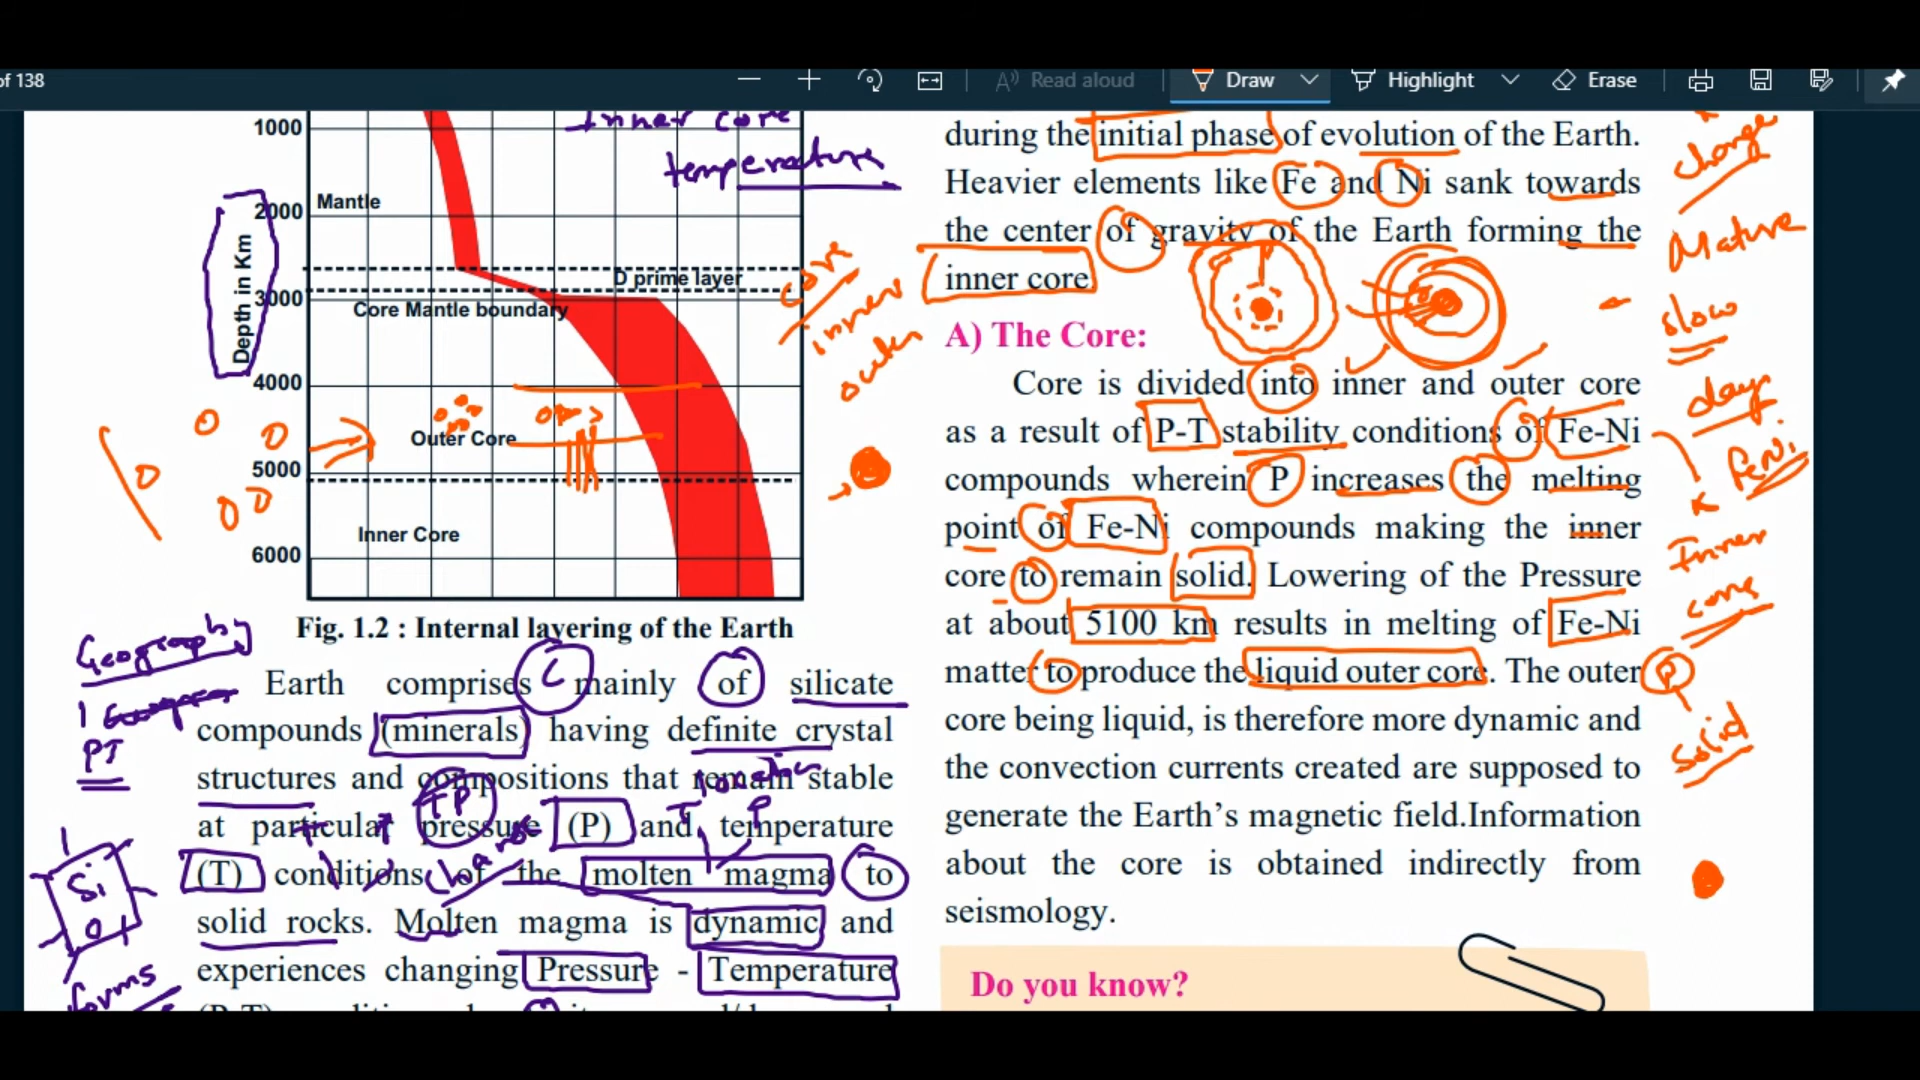 of 138
Read aloud
Draw
Highlight
Erase
1000
2000
3000
4000
5000
6000
Depth in Km
Mantle
D prime layer
Core Mantle boundary
Outer Core
Inner Core
Inner core
temperature
core
inner
outer
Fig. 1.2 : Internal layering of the Earth
Geography
PT
Earth comprises mainly of silicate
compounds (minerals) having definite crystal
structures and compositions that remain stable
at particular pressure (P) and temperature
(T) conditions of the molten magma to
solid rocks. Molten magma is dynamic and
experiences changing Pressure - Temperature
C
TP
T
P
Si
O
forms
during the initial phase of evolution of the Earth.
Heavier elements like Fe and Ni sank towards
the center of gravity of the Earth forming the
inner core
A) The Core:
Core is divided into inner and outer core
as a result of P-T stability conditions of Fe-Ni
compounds wherein P increases the melting
point of Fe-Ni compounds making the inner
core to remain solid. Lowering of the Pressure
at about 5100 km results in melting of Fe-Ni
matter to produce the liquid outer core. The outer
core being liquid, is therefore more dynamic and
the convection currents created are supposed to
generate the Earth's magnetic field.Information
about the core is obtained indirectly from
seismology.
Do you know?
change
Mature
slow
day
FeNi
Inner
core
P
Solid